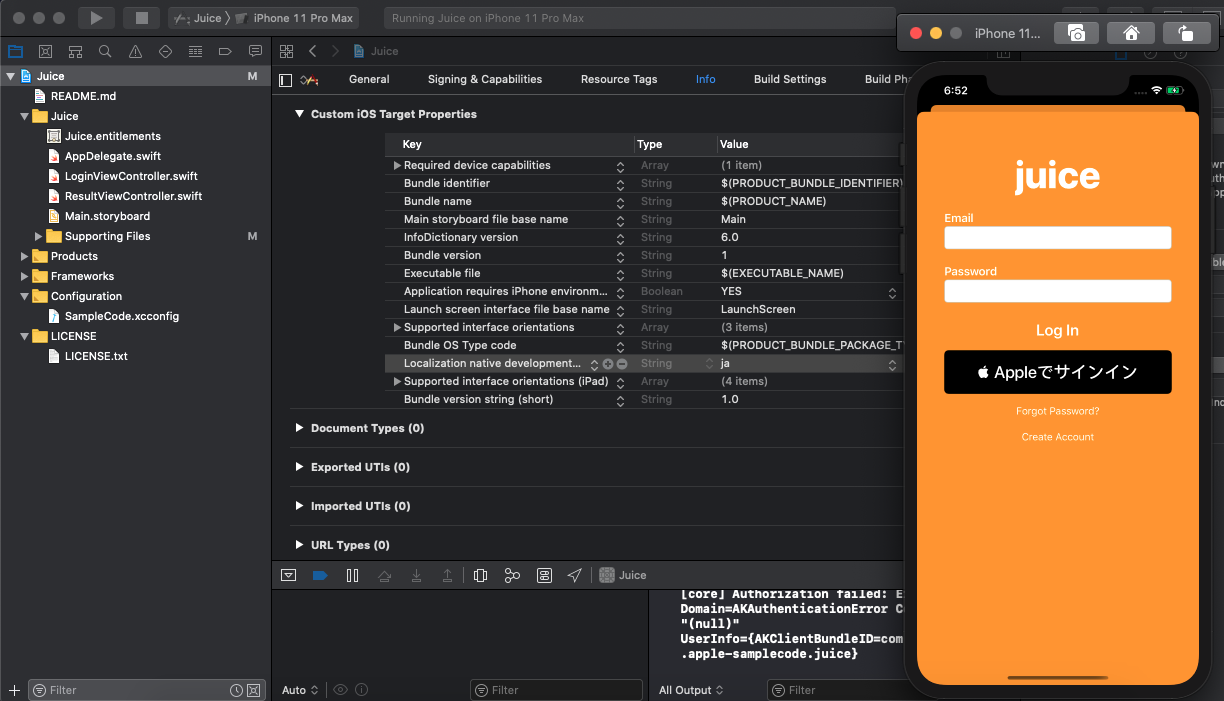 Juice
iPhone 11 Pro Max
Running Juice on iPhone 11 Pro Max
iPhone 11...
Juice
M
Juice
README.md
Juice
Juice.entitlements
AppDelegate.swift
LoginViewController.swift
ResultViewController.swift
Main.storyboard
Supporting Files
M
Products
Frameworks
Configuration
SampleCode.xcconfig
LICENSE
LICENSE.txt
General
Signing & Capabilities
Resource Tags
Info
Build Settings
Build Pha
Custom iOS Target Properties
Key Type Value
Required device capabilities Array (1 item)
Bundle identifier String $(PRODUCT_BUNDLE_IDENTIFIER)
Bundle name String $(PRODUCT_NAME)
Main storyboard file base name String Main
InfoDictionary version String 6.0
Bundle version String 1
Executable file String $(EXECUTABLE_NAME)
Application requires iPhone environm... Boolean YES
Launch screen interface file base name String LaunchScreen
Supported interface orientations Array (3 items)
Bundle OS Type code String $(PRODUCT_BUNDLE_PACKAGE_T
Localization native development... String ja
Supported interface orientations (iPad) Array (4 items)
Bundle version string (short) String 1.0
Document Types (0)
Exported UTIs (0)
Imported UTIs (0)
URL Types (0)
Juice
[core] Authorization failed: E
Domain=AKAuthenticationError C
"(null)"
UserInfo={AKClientBundleID=com
.apple-samplecode.juice}
Filter
Auto
Filter
All Output
Filter
6:52
juice
Email
Password
Log In
Appleでサインイン
Forgot Password?
Create Account